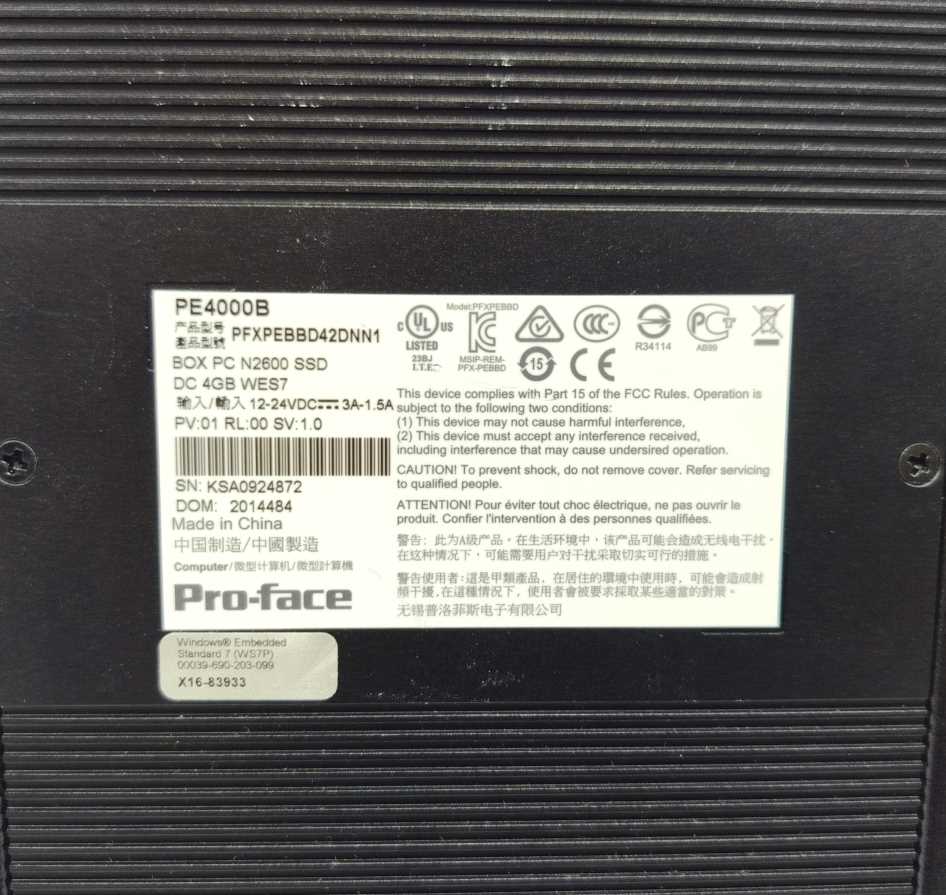 PE4000B
产品型号
產品型號
PFXPEBBD42DNN1
BOX PC N2600 SSD
DC 4GB WES7
输入/輸入 12-24VDC⎓ 3A-1.5A
PV:01 RL:00 SV:1.0
SN: KSA0924872
DOM: 2014484
Made in China
中国制造/中國製造
Computer/微型计算机/微型計算機
Pro-face
Model:PFXPEBBD
C UL US
LISTED
23BJ
I.T.E.
MSIP-REM-
PFX-PEBBD
15
CCC
CE
R34114
PCT
AB99
This device complies with Part 15 of the FCC Rules. Operation is
subject to the following two conditions:
(1) This device may not cause harmful interference,
(2) This device must accept any interference received,
including interference that may cause undersired operation.
CAUTION! To prevent shock, do not remove cover. Refer servicing
to qualified people.
ATTENTION! Pour éviter tout choc électrique, ne pas ouvrir le
produit. Confier l'intervention à des personnes qualifiées.
警告: 此为A级产品。在生活环境中，该产品可能会造成无线电干扰。
在这种情况下，可能需要用户对干扰采取切实可行的措施。
警告使用者:這是甲類產品，在居住的環境中使用時，可能會造成射
頻干擾,在這種情況下，使用者會被要求採取某些適當的對策。
无锡普洛菲斯电子有限公司
Windows® Embedded
Standard 7 (WS7P)
00039-690-203-099
X16-83933